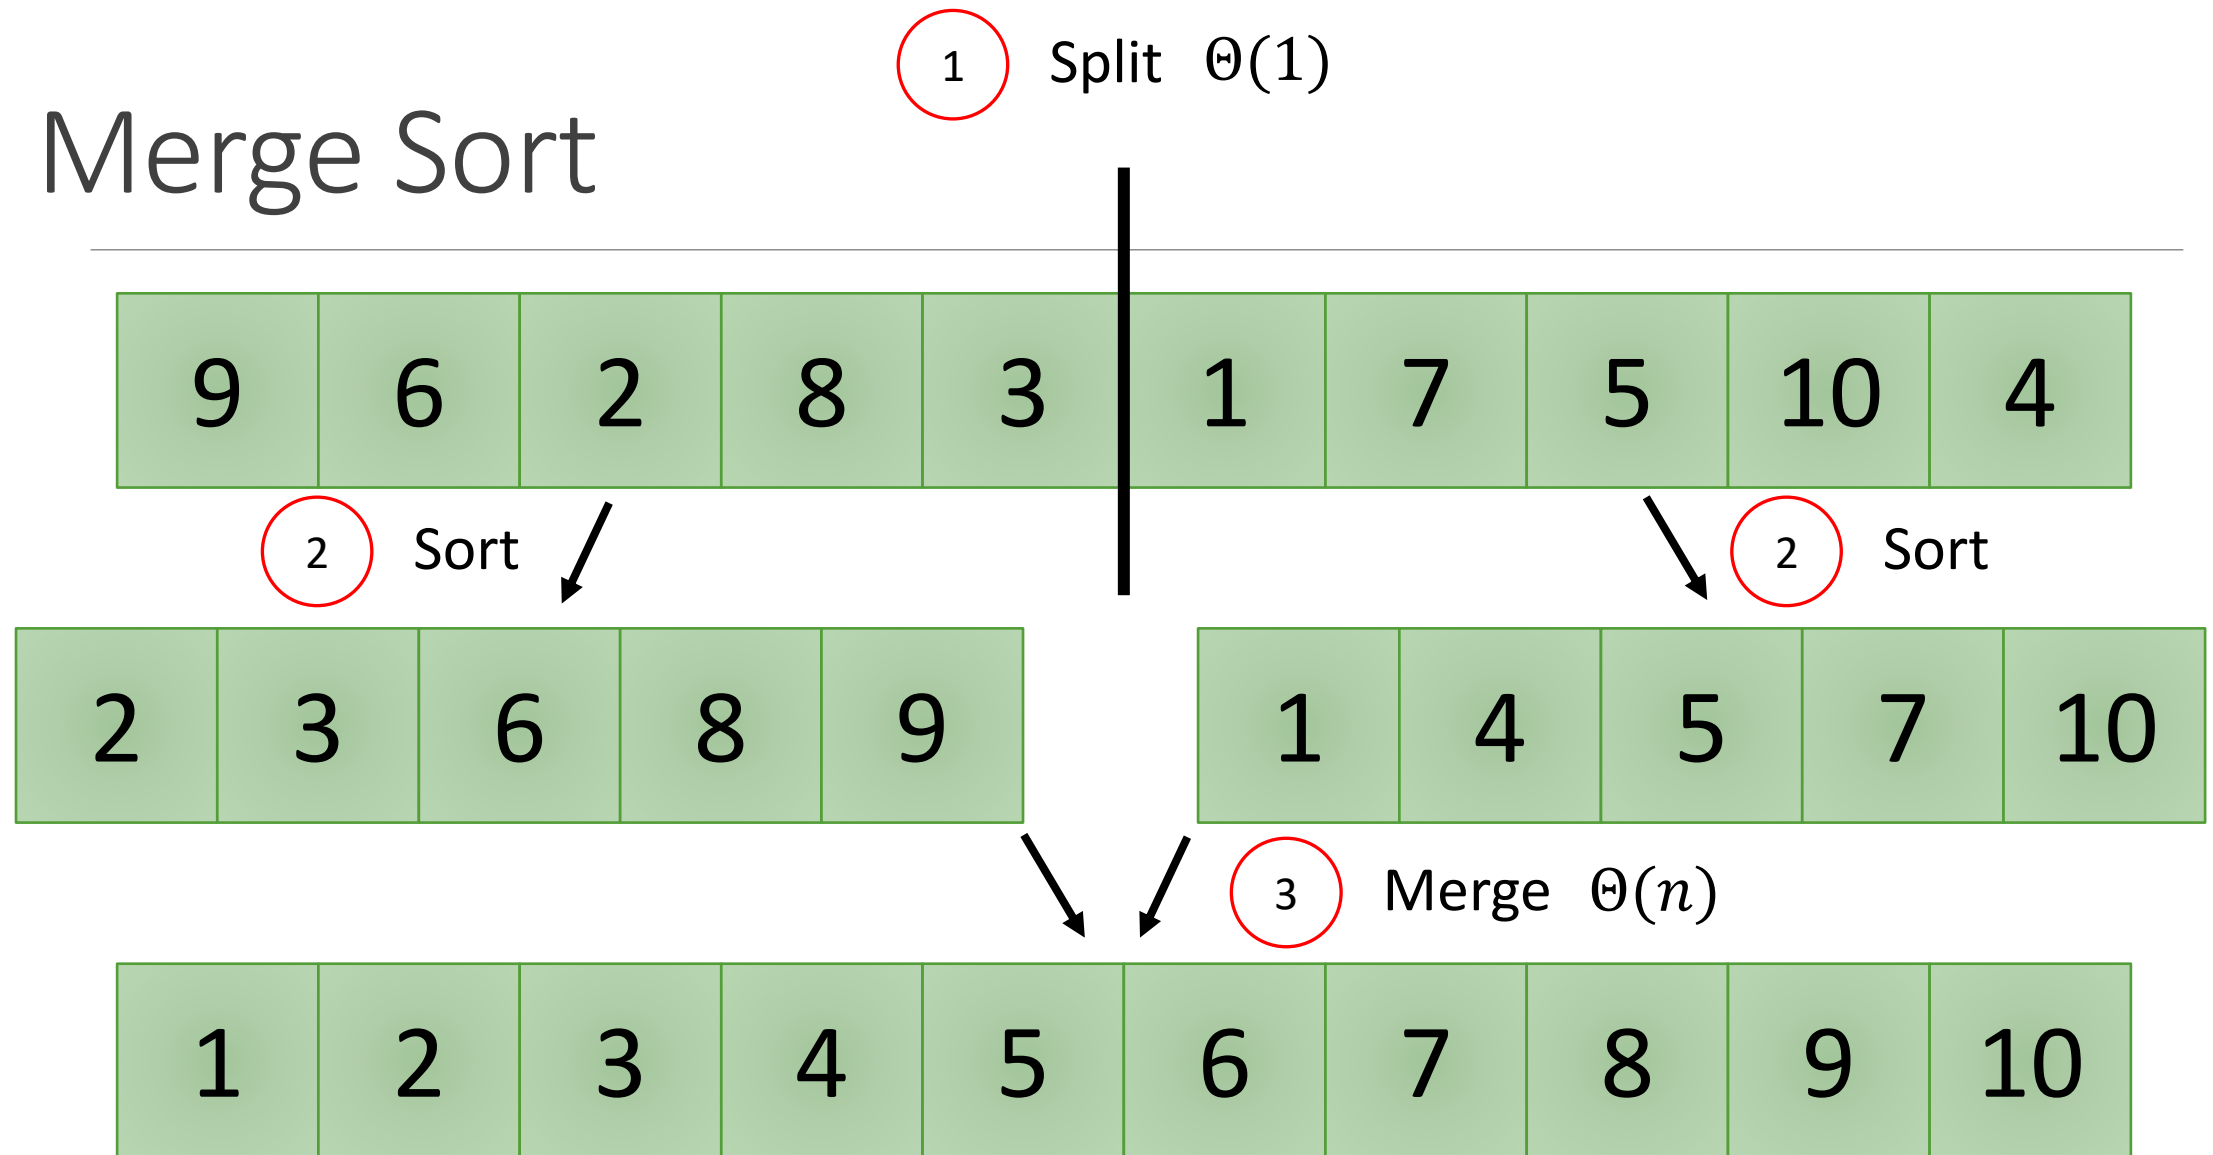 1 Split Θ(1)
Merge Sort
9 6 2 8 3 1 7 5 10 4
2 Sort 2 Sort
2 3 6 8 9 1 4 5 7 10
3 Merge Θ(n)
1 2 3 4 5 6 7 8 9 10